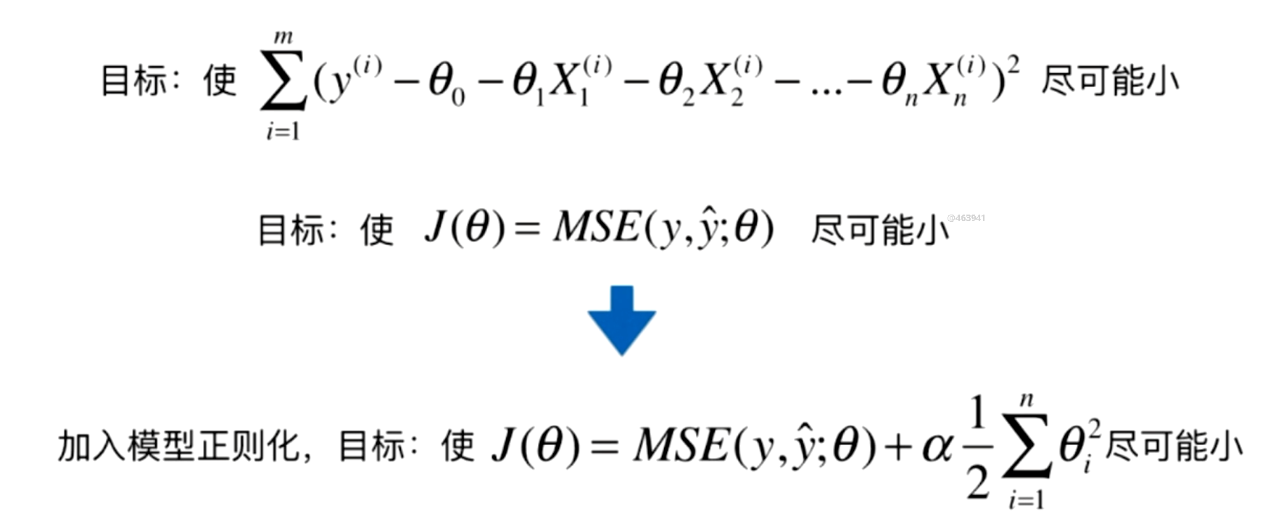 目标：使 $\sum_{i=1}^{m}(y^{(i)}-\theta_0-\theta_1X_1^{(i)}-\theta_2X_2^{(i)}-...-\theta_nX_n^{(i)})^2$ 尽可能小
目标：使 $J(\theta)=MSE(y,\hat{y};\theta)$ 尽可能小
@463941
加入模型正则化，目标：使 $J(\theta)=MSE(y,\hat{y};\theta)+\alpha\frac{1}{2}\sum_{i=1}^{n}\theta_i^2$ 尽可能小